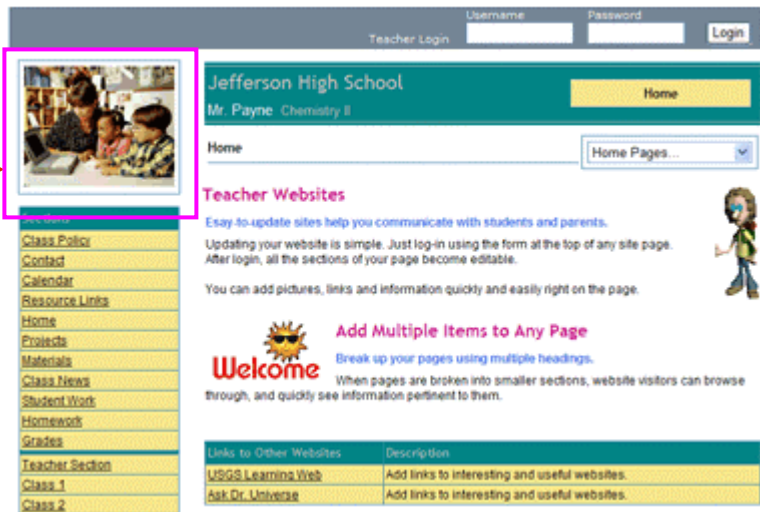 Username Password
Teacher Login Login
Jefferson High School
Mr. Payne Chemistry II
Home
Home
Home Pages...
Sections
Class Policy
Contact
Calendar
Resource Links
Home
Projects
Materials
Class News
Student Work
Homework
Grades
Teacher Section
Class 1
Class 2
Teacher Websites
Esay-to-update sites help you communicate with students and parents.
Updating your website is simple. Just log-in using the form at the top of any site page.
After login, all the sections of your page become editable.
You can add pictures, links and information quickly and easily right on the page.
Welcome
Add Multiple Items to Any Page
Break up your pages using multiple headings.
When pages are broken into smaller sections, website visitors can browse
through, and quickly see information pertinent to them.
Links to Other Websites Description
USGS Learning Web Add links to interesting and useful websites.
Ask Dr. Universe Add links to interesting and useful websites.